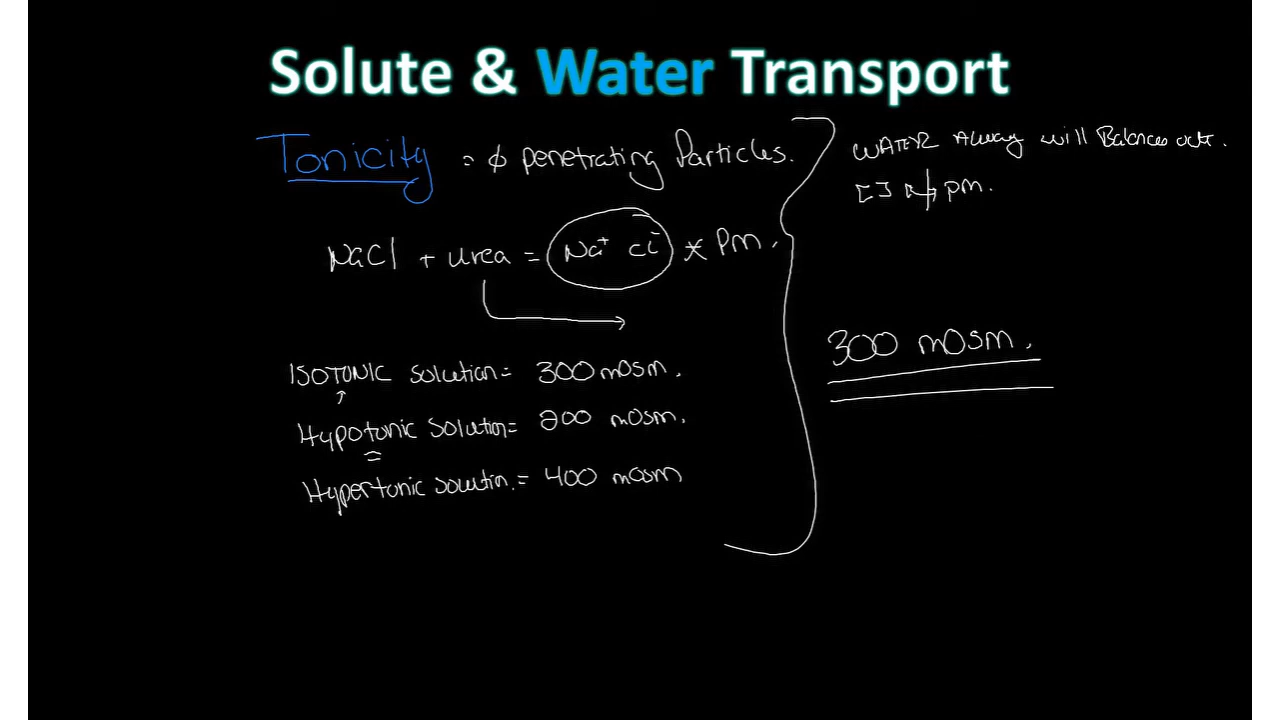 Solute & Water Transport
Tonicity = ϕ penetrating Particles.
NaCl + urea = Na⁺ Cl⁻ * PM.
ISOTONIC solution = 300 mOsm.
Hypotonic solution = 200 mOsm.
Hypertonic solution. = 400 mOsm
WATER Always will Balances out.
[ ] PM.
300 mOsm.